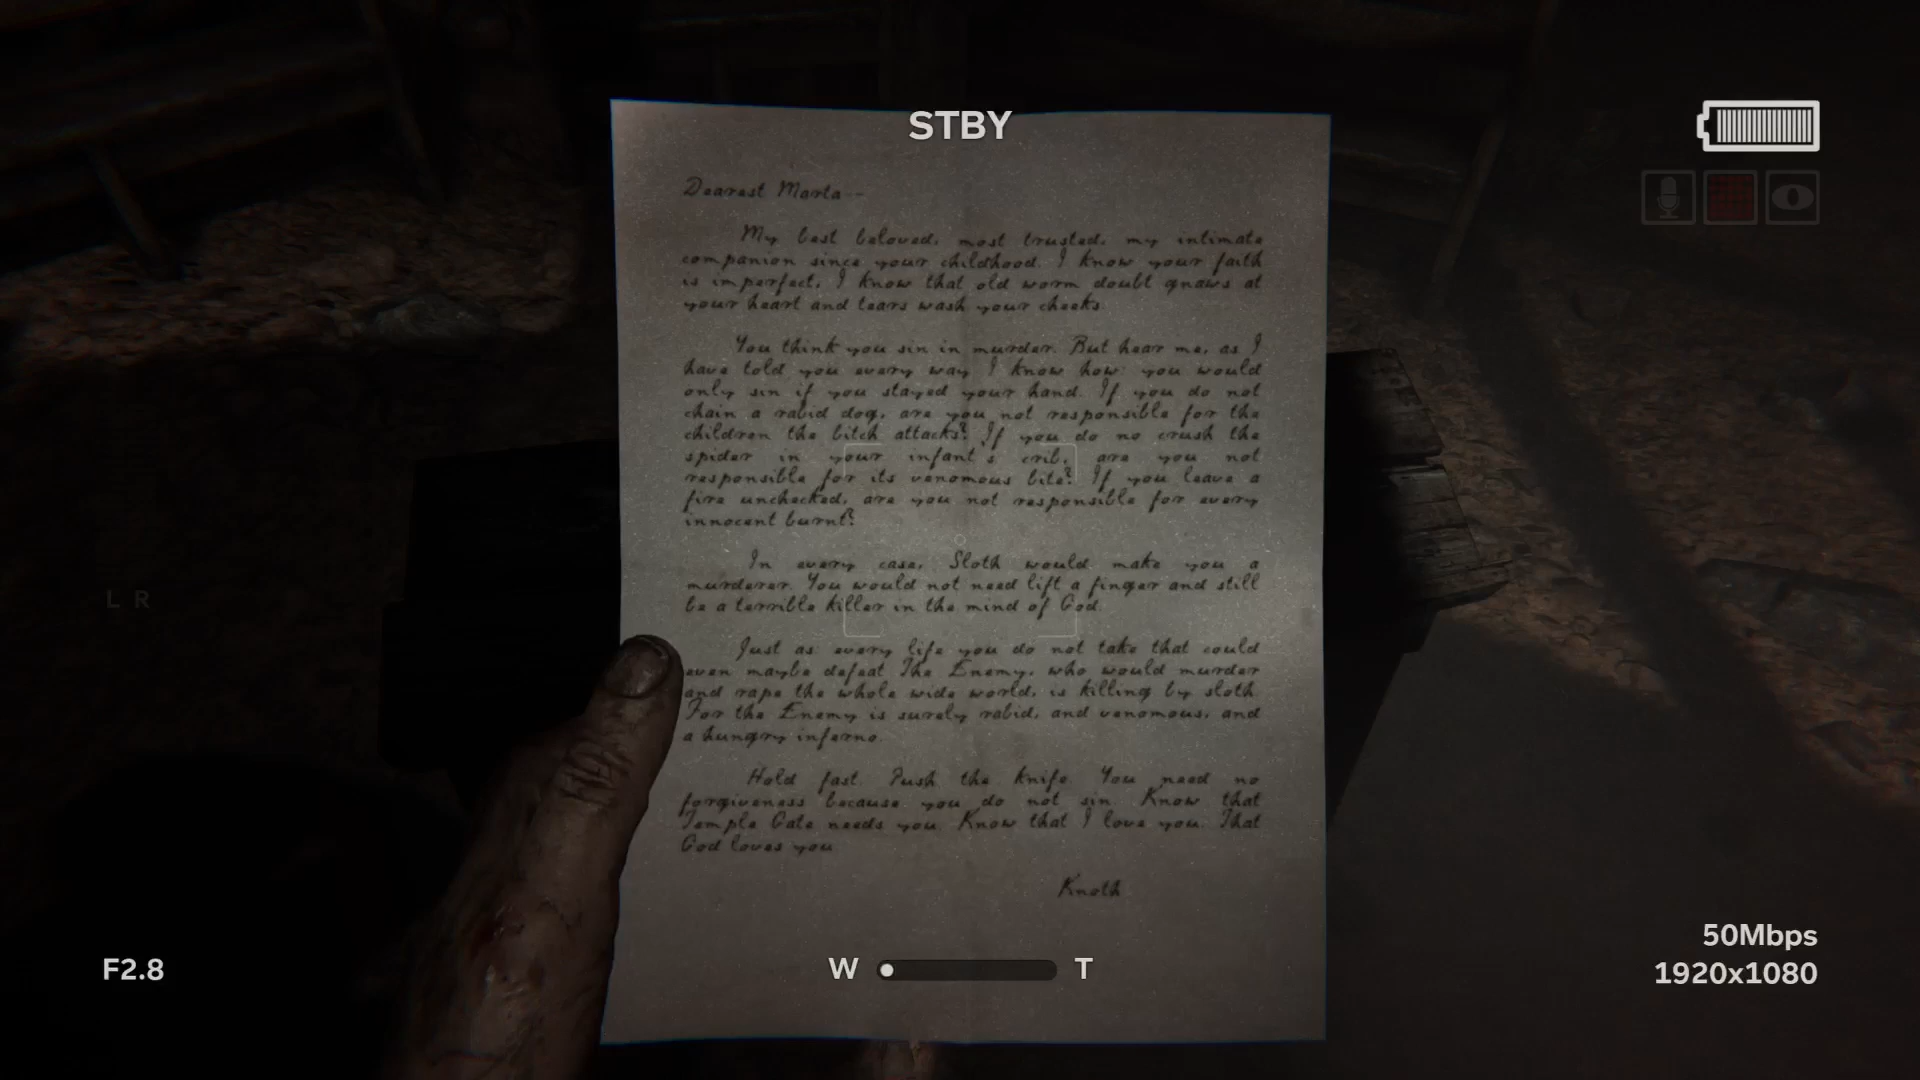 STBY
Dearest Marta--
My best beloved, most trusted, my intimate
companion since your childhood. I know your faith
is imperfect, I know that old worm doubt gnaws at
your heart and tears wash your cheeks.
You think you sin in murder. But hear me, as I
have told you every way I know how: you would
only sin if you stayed your hand. If you do not
chain a rabid dog, are you not responsible for the
children the bitch attacks? If you do no crush the
spider in your infant's crib, are you not
responsible for its venomous bite? If you leave a
fire unchecked, are you not responsible for every
innocent burnt?
In every case, Sloth would make you a
murderer. You would not need lift a finger and still
be a terrible killer in the mind of God.
Just as every life you do not take that could
even maybe defeat The Enemy, who would murder
and rape the whole wide world, is killing by sloth.
For the Enemy is surely rabid, and venomous, and
a hungry inferno.
Hold fast. Push the knife. You need no
forgiveness because you do not sin. Know that
Temple Gate needs you. Know that I love you. That
God loves you.
Knoth
L R
F2.8
W T
50Mbps
1920x1080